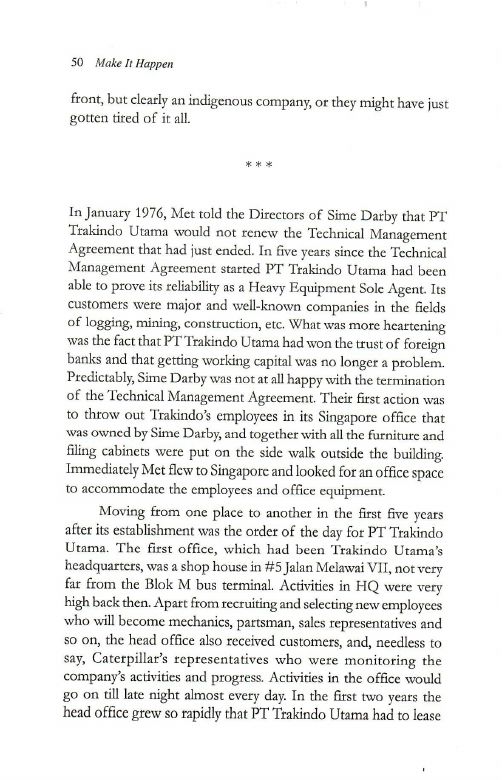 50 Make It Happen
front, but clearly an indigenous company, or they might have just
gotten tired of it all.
* * *
In January 1976, Met told the Directors of Sime Darby that PT
Trakindo Utama would not renew the Technical Management
Agreement that had just ended. In five years since the Technical
Management Agreement started PT Trakindo Utama had been
able to prove its reliability as a Heavy Equipment Sole Agent. Its
customers were major and well-known companies in the fields
of logging, mining, construction, etc. What was more heartening
was the fact that PT Trakindo Utama had won the trust of foreign
banks and that getting working capital was no longer a problem.
Predictably, Sime Darby was not at all happy with the termination
of the Technical Management Agreement. Their first action was
to throw out Trakindo's employees in its Singapore office that
was owned by Sime Darby, and together with all the furniture and
filing cabinets were put on the side walk outside the building.
Immediately Met flew to Singapore and looked for an office space
to accommodate the employees and office equipment.
Moving from one place to another in the first five years
after its establishment was the order of the day for PT Trakindo
Utama. The first office, which had been Trakindo Utama's
headquarters, was a shop house in #5 Jalan Melawai VII, not very
far from the Blok M bus terminal. Activities in HQ were very
high back then. Apart from recruiting and selecting new employees
who will become mechanics, partsman, sales representatives and
so on, the head office also received customers, and, needless to
say, Caterpillar's representatives who were monitoring the
company's activities and progress. Activities in the office would
go on till late night almost every day. In the first two years the
head office grew so rapidly that PT Trakindo Utama had to lease